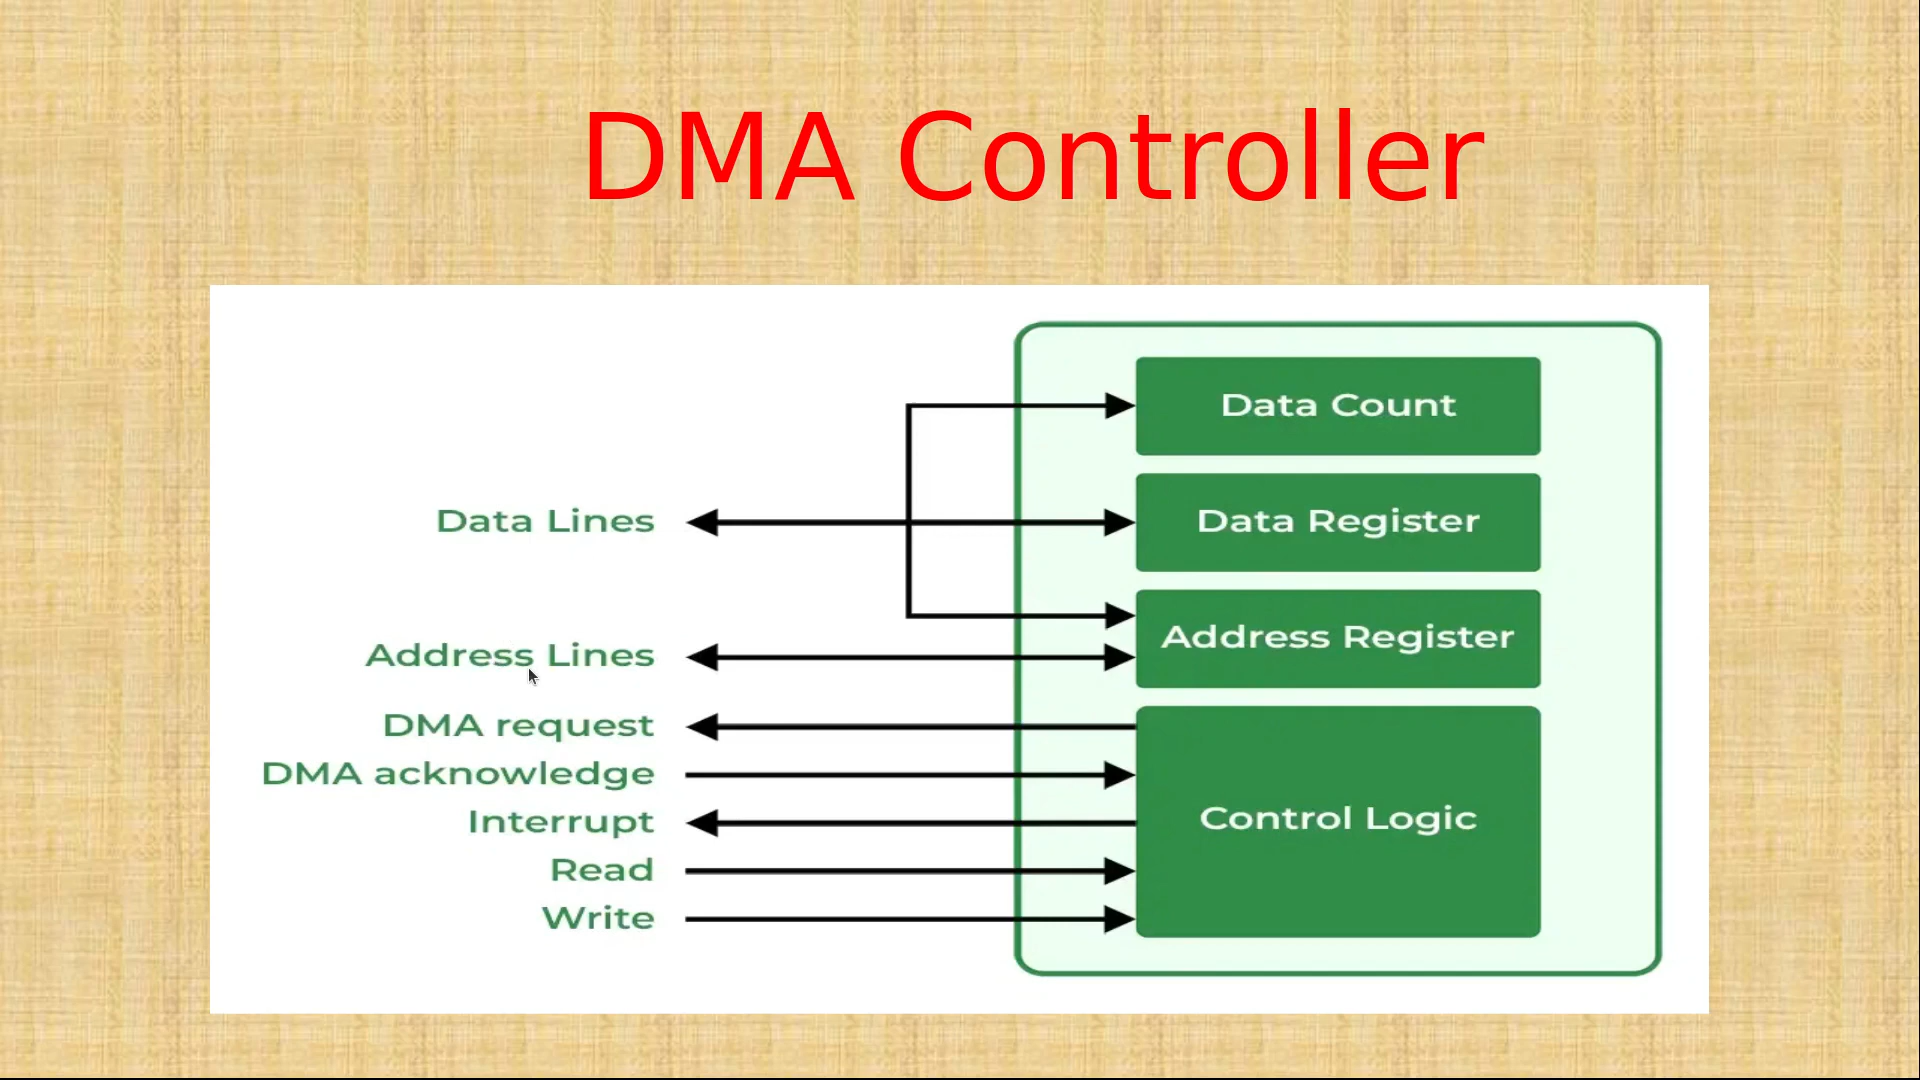 DMA Controller
Data Count
Data Lines
Data Register
Address Register
Address Lines
DMA request
DMA acknowledge
Interrupt
Control Logic
Read
Write